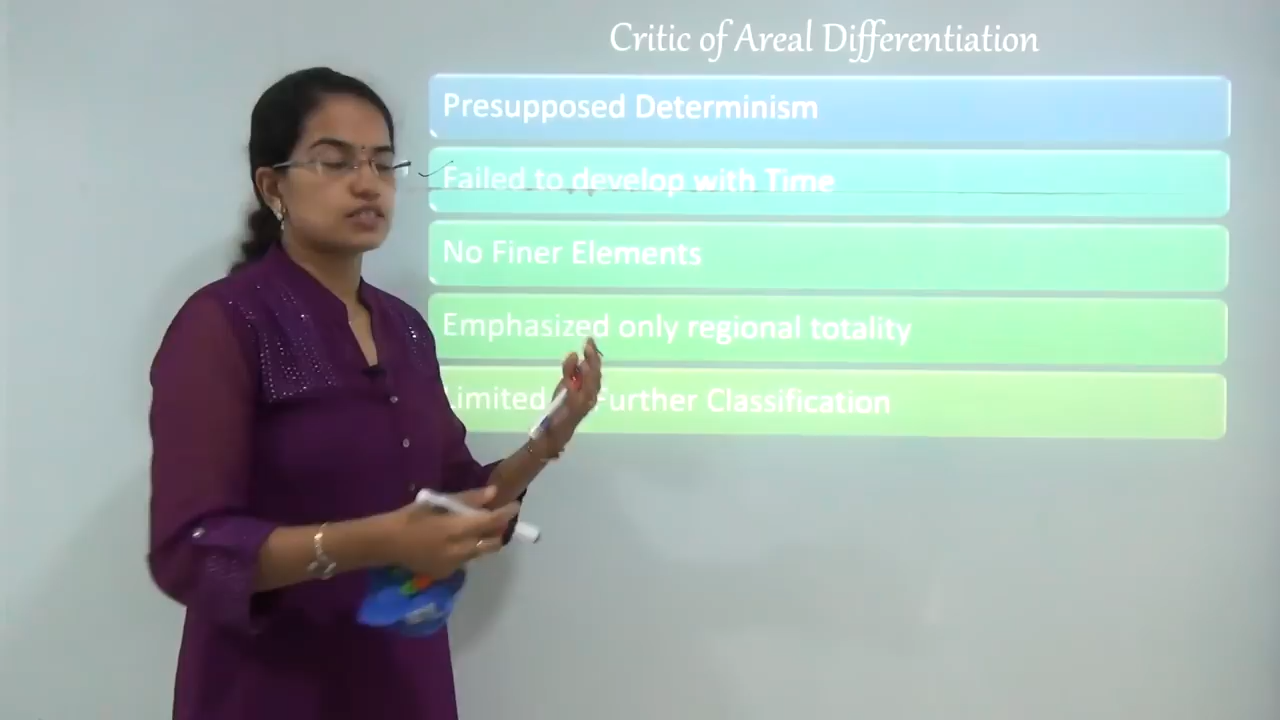 Critic of Areal Differentiation
Presupposed Determinism
Failed to develop with Time
No Finer Elements
Emphasized only regional totality
Limited Further Classification